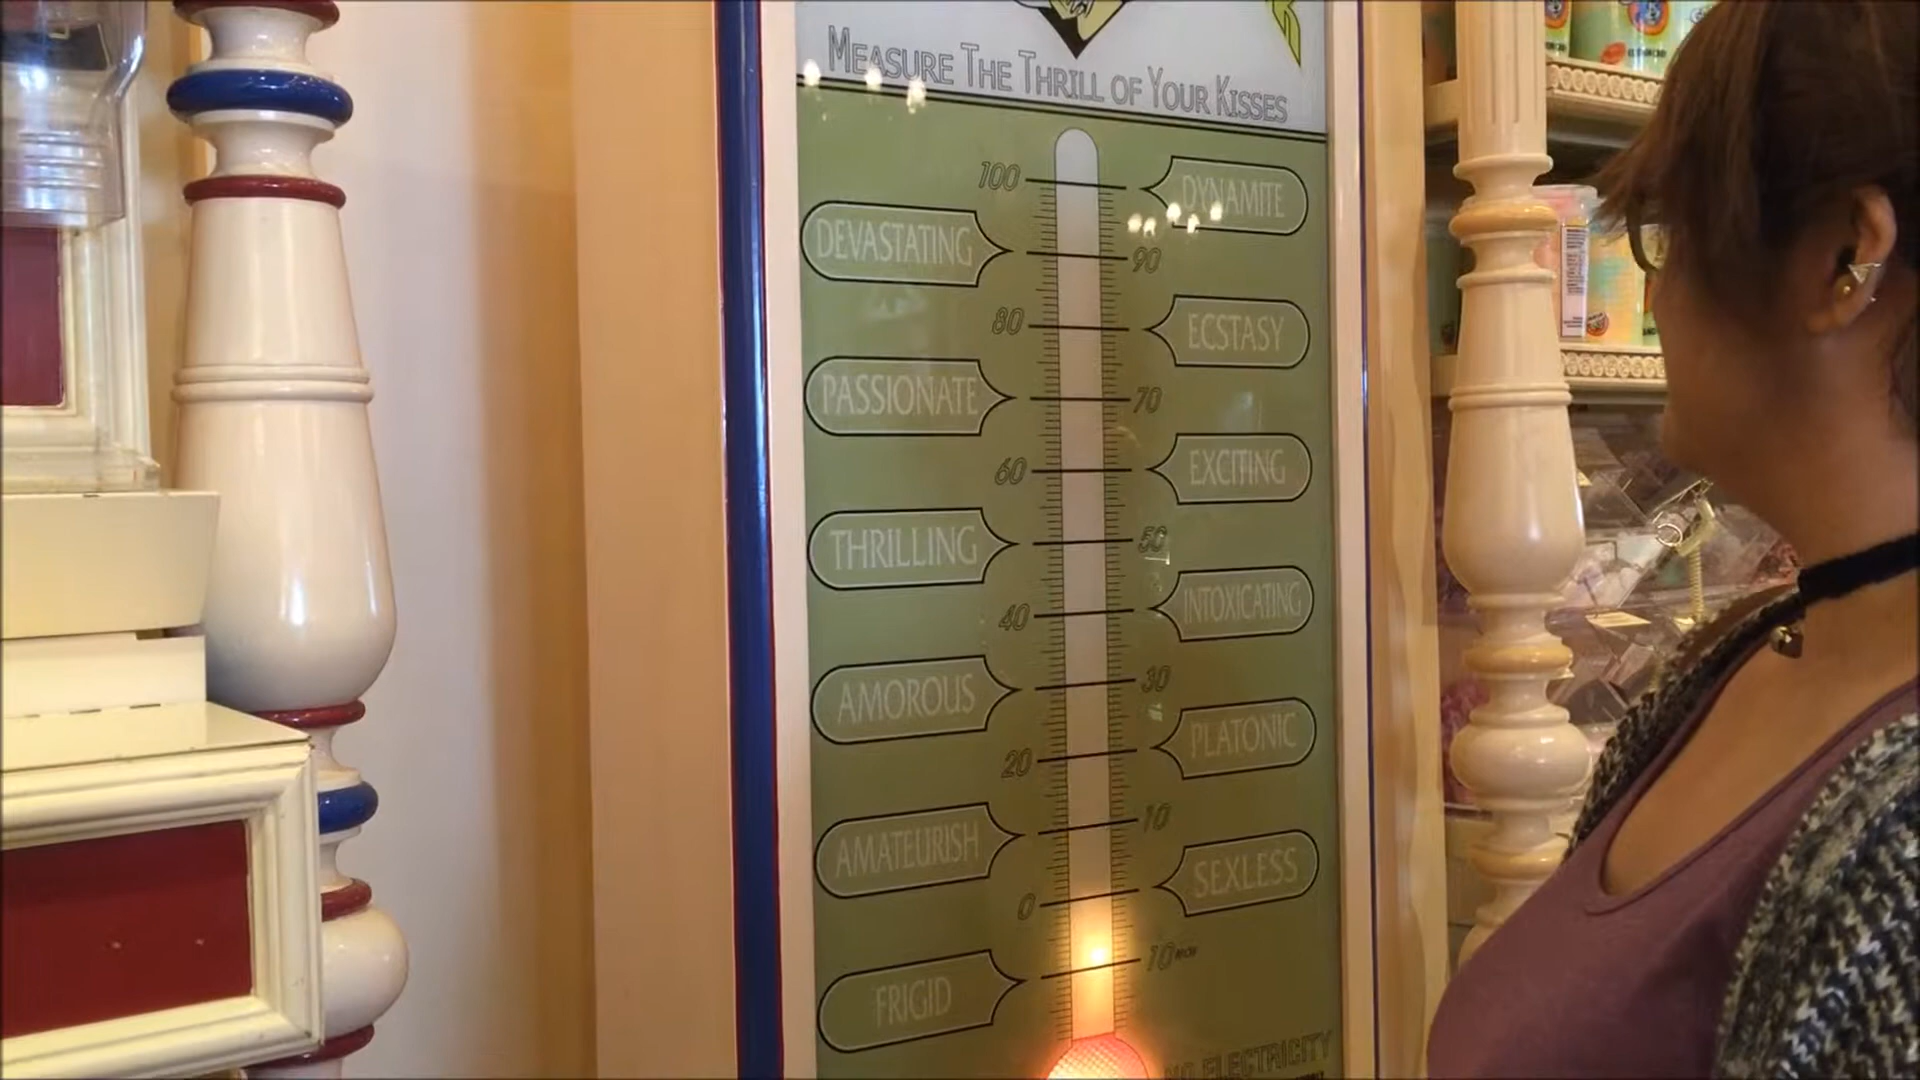 MEASURE THE THRILL OF YOUR KISSES
100
DYNAMITE
DEVASTATING
90
80
ECSTASY
PASSIONATE
70
60
EXCITING
THRILLING
50
40
INTOXICATING
AMOROUS
30
20
PLATONIC
AMATEURISH
10
0
SEXLESS
FRIGID
10
ELECTRICITY